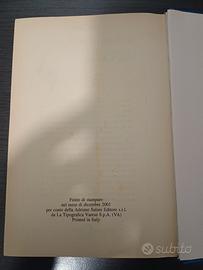 Finito di stampare
nel mese di dicembre 2001
per conto della Adriano Salani Editore s.r.l.
da La Tipografica Varese S.p.A. (VA)
Printed in Italy
subito